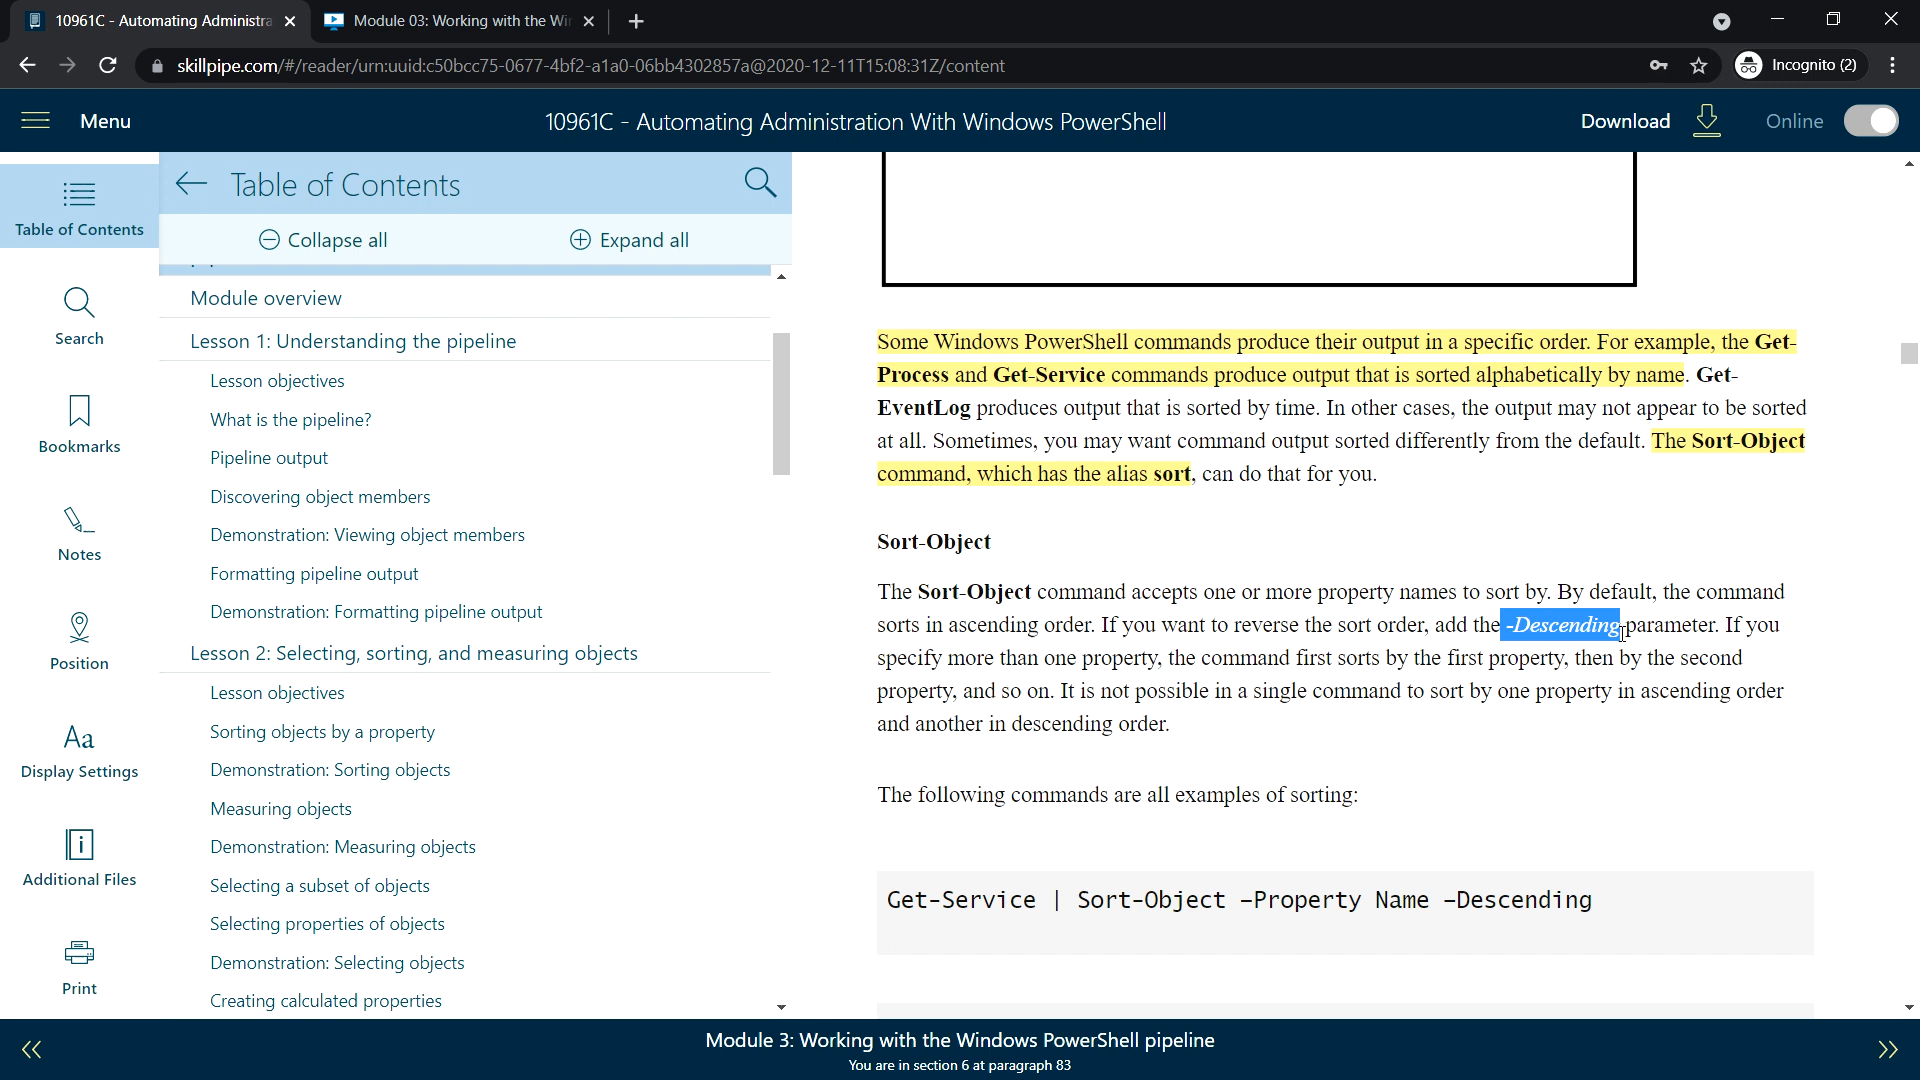 10961C - Automating Administra
Module 03: Working with the Wi
skillpipe.com/#/reader/urn:uuid:c50bcc75-0677-4bf2-a1a0-06bb4302857a@2020-12-11T15:08:31Z/content
Incognito (2)
Menu
10961C - Automating Administration With Windows PowerShell
Download
Online
Table of Contents
Search
Bookmarks
Notes
Position
Aa
Display Settings
Additional Files
Print
Table of Contents
Collapse all
Expand all
Module overview
Lesson 1: Understanding the pipeline
Lesson objectives
What is the pipeline?
Pipeline output
Discovering object members
Demonstration: Viewing object members
Formatting pipeline output
Demonstration: Formatting pipeline output
Lesson 2: Selecting, sorting, and measuring objects
Lesson objectives
Sorting objects by a property
Demonstration: Sorting objects
Measuring objects
Demonstration: Measuring objects
Selecting a subset of objects
Selecting properties of objects
Demonstration: Selecting objects
Creating calculated properties
Some Windows PowerShell commands produce their output in a specific order. For example, the Get-
Process and Get-Service commands produce output that is sorted alphabetically by name. Get-
EventLog produces output that is sorted by time. In other cases, the output may not appear to be sorted
at all. Sometimes, you may want command output sorted differently from the default. The Sort-Object
command, which has the alias sort, can do that for you.
Sort-Object
The Sort-Object command accepts one or more property names to sort by. By default, the command
sorts in ascending order. If you want to reverse the sort order, add the -Descending parameter. If you
specify more than one property, the command first sorts by the first property, then by the second
property, and so on. It is not possible in a single command to sort by one property in ascending order
and another in descending order.
The following commands are all examples of sorting:
Get-Service | Sort-Object –Property Name –Descending
Module 3: Working with the Windows PowerShell pipeline
You are in section 6 at paragraph 83